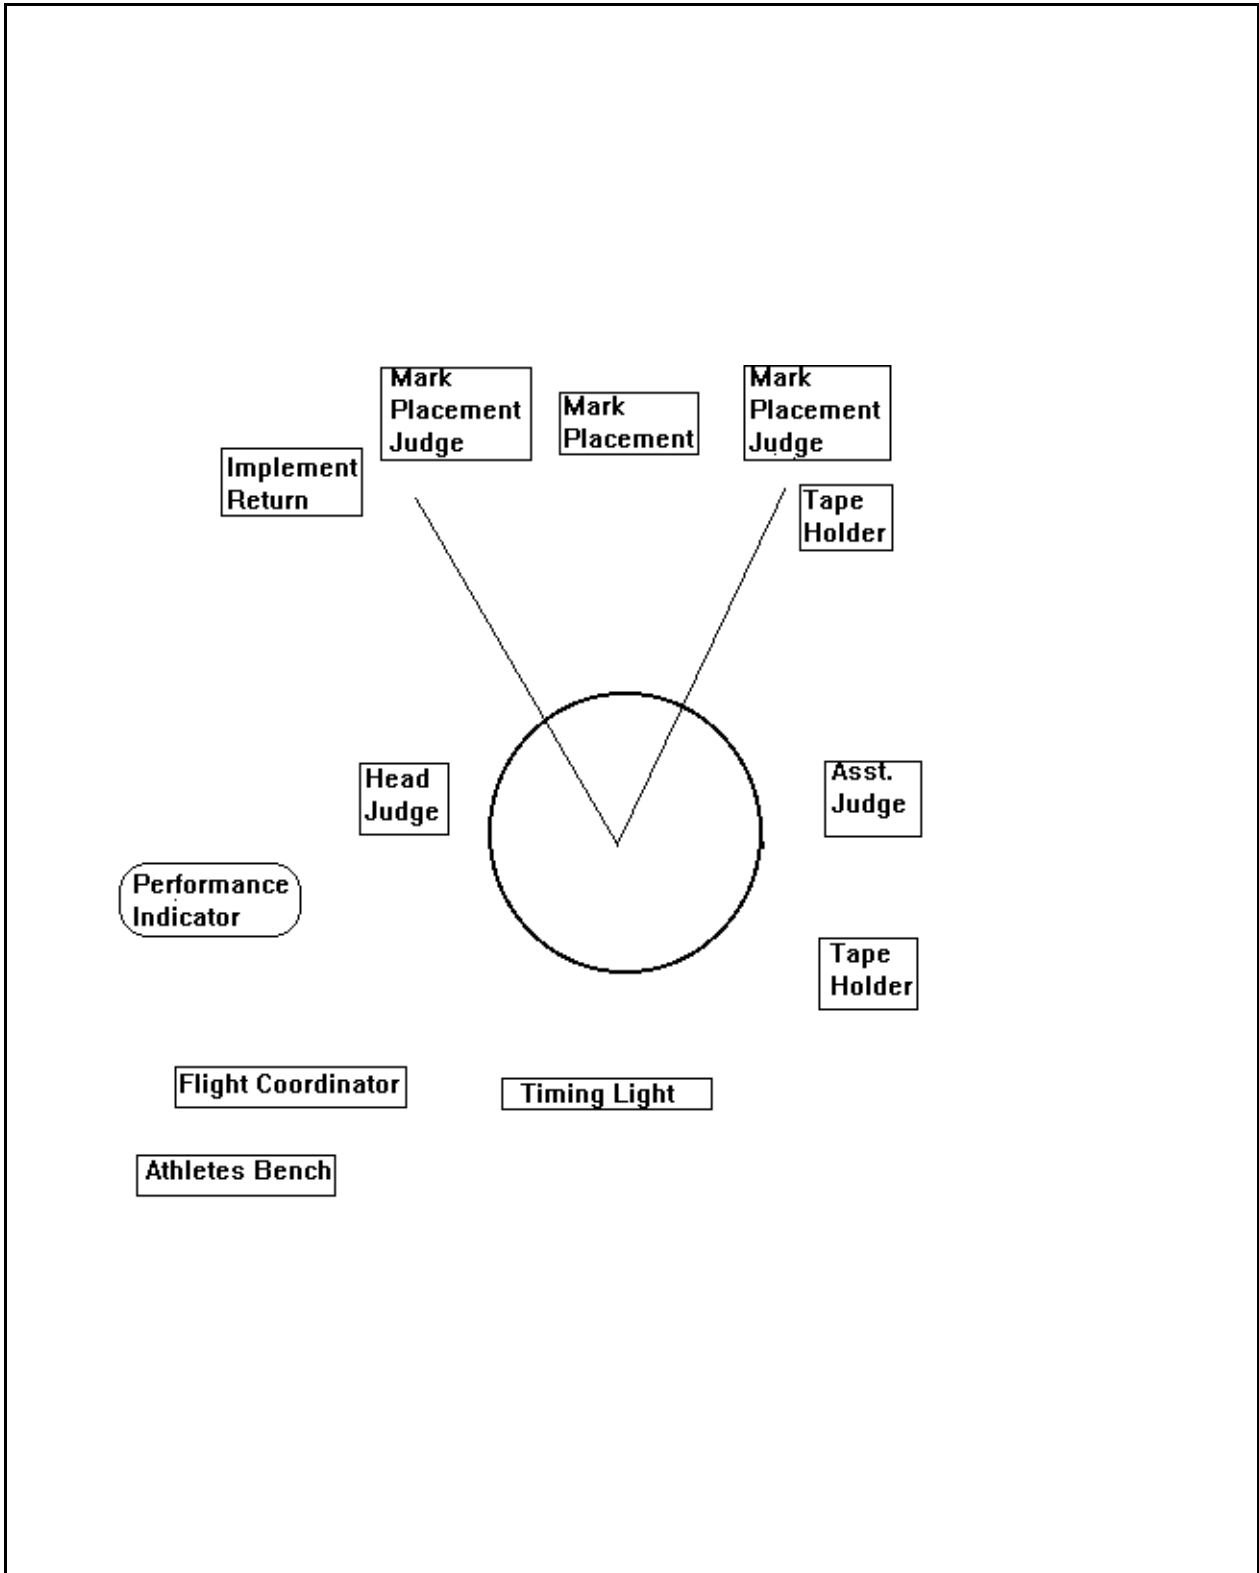 Mark
Placement
Judge
Mark
Placement
Mark
Placement
Judge
Implement
Return
Tape
Holder
Head
Judge
Asst.
Judge
Performance
Indicator
Tape
Holder
Flight Coordinator
Timing Light
Athletes Bench